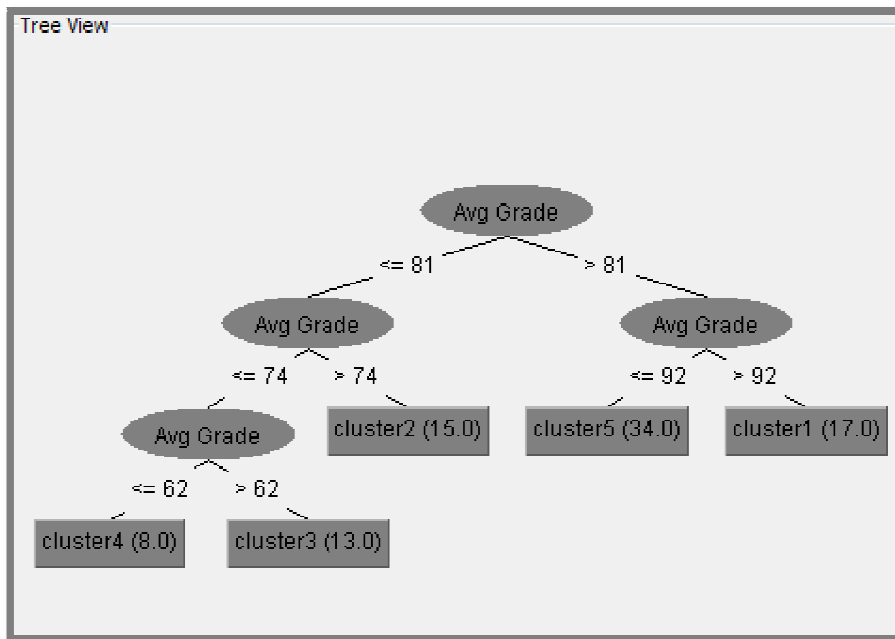 Tree View
Avg Grade
<= 81
> 81
Avg Grade
Avg Grade
<= 74
> 74
<= 92
> 92
Avg Grade
cluster2 (15.0)
cluster5 (34.0)
cluster1 (17.0)
<= 62
> 62
cluster4 (8.0)
cluster3 (13.0)